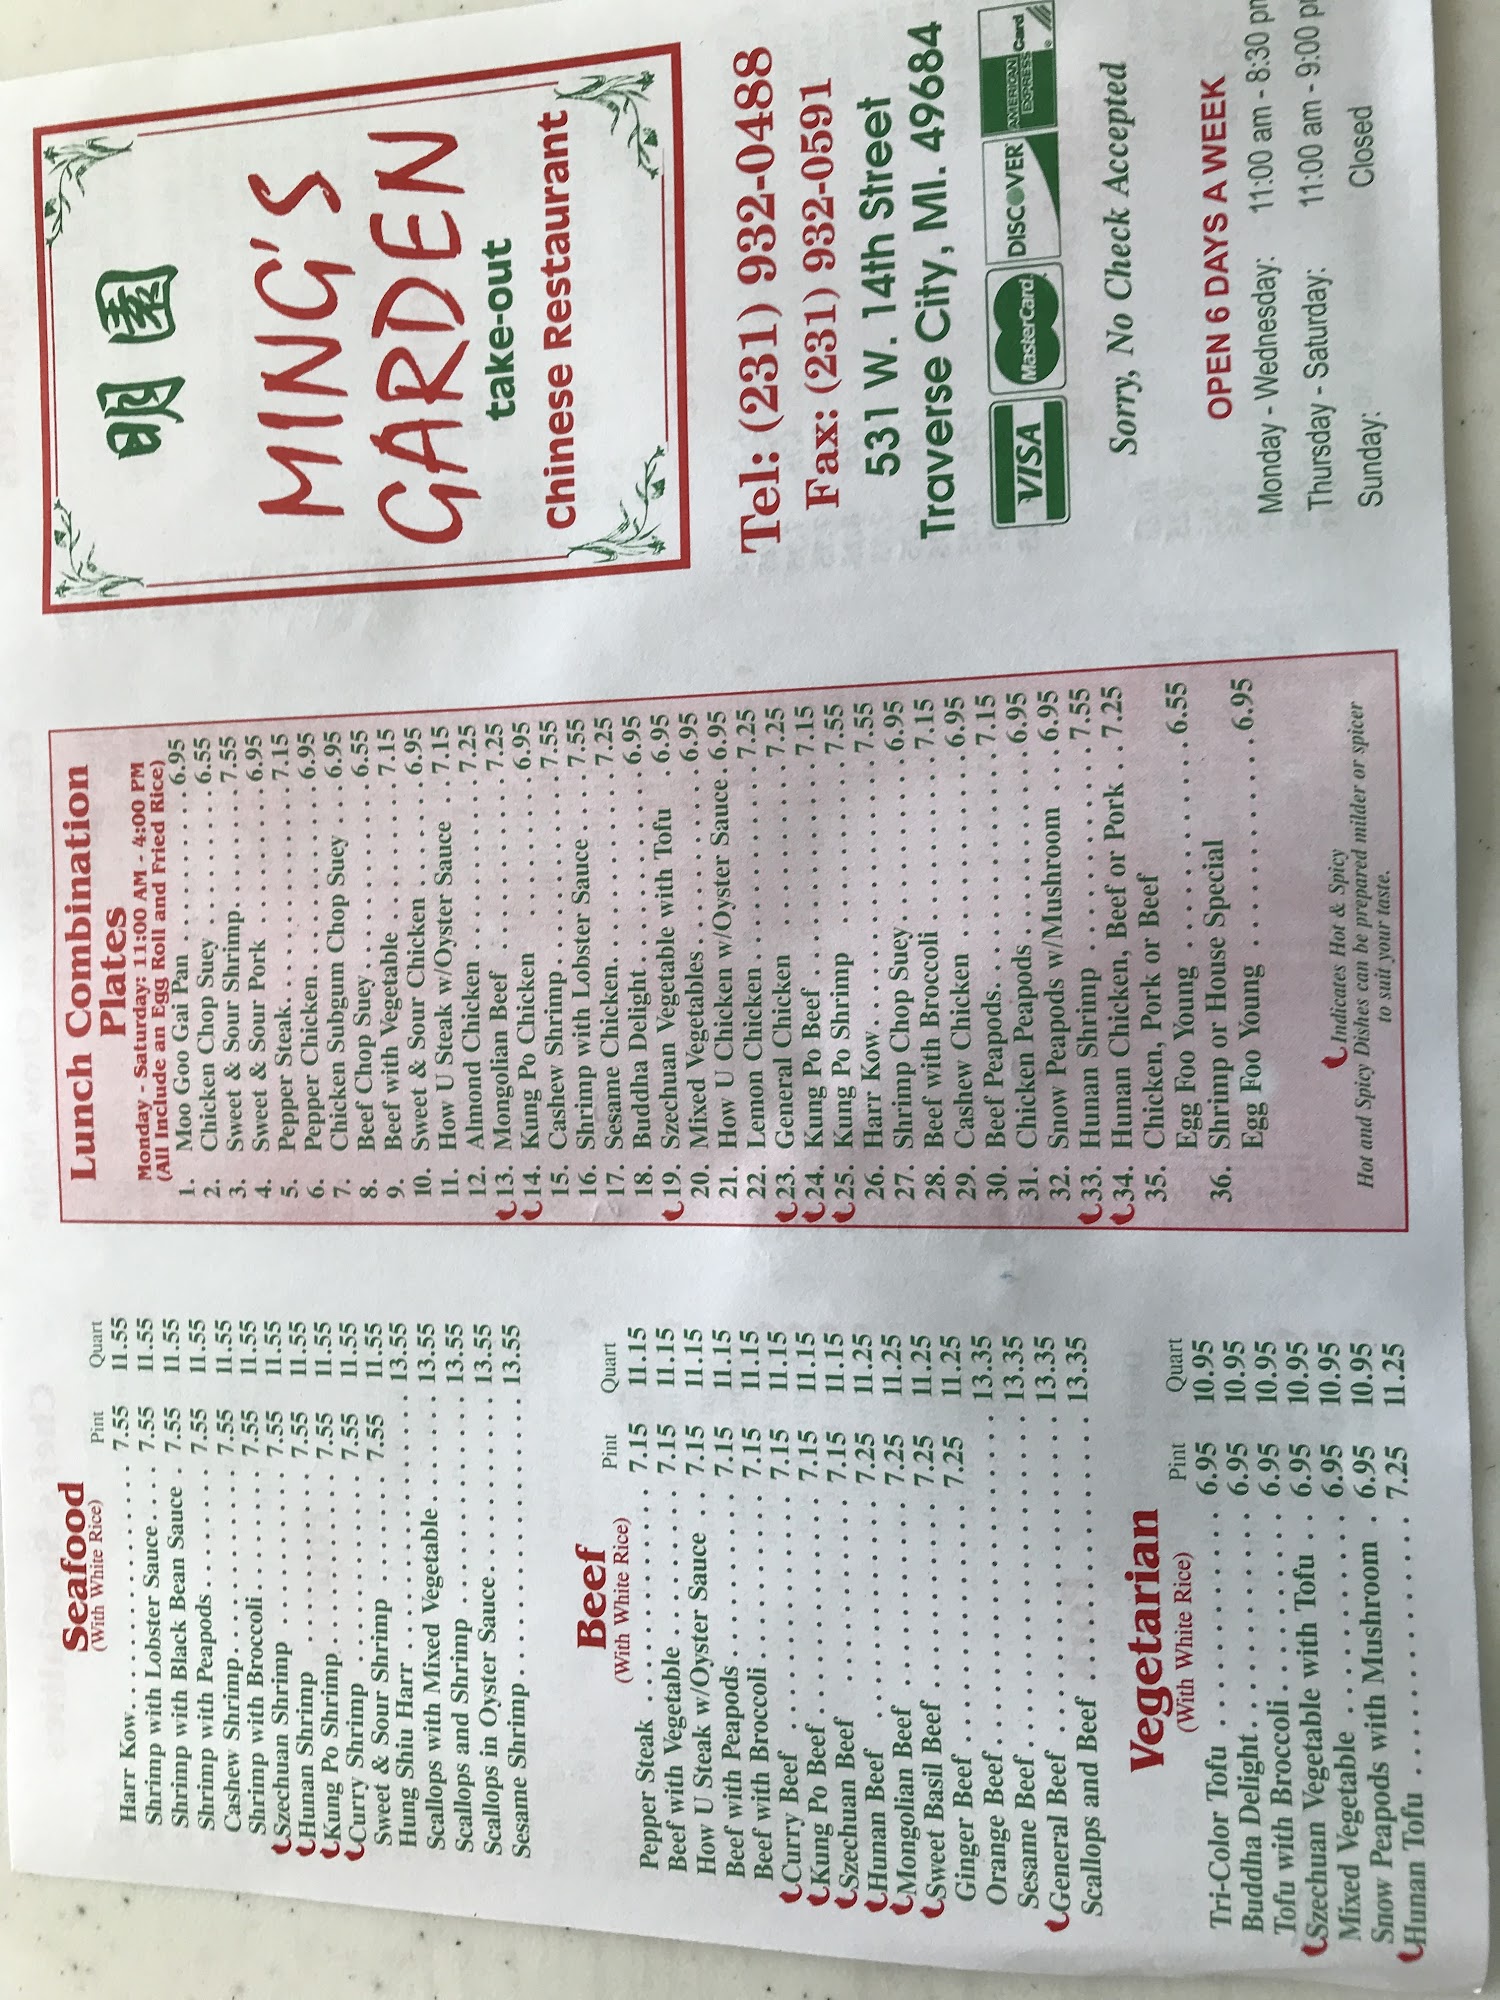 Seafood
(With White Rice)
Pint Quart
Harr Kow 7.55 11.55
Shrimp with Lobster Sauce 7.55 11.55
Shrimp with Black Bean Sauce 7.55 11.55
Shrimp with Peapods 7.55 11.55
Cashew Shrimp 7.55 11.55
Shrimp with Broccoli 7.55 11.55
Szechuan Shrimp 7.55 11.55
Hunan Shrimp 7.55 11.55
Kung Po Shrimp 7.55 11.55
Curry Shrimp 7.55 11.55
Sweet & Sour Shrimp 7.55 11.55
Hung Shiu Harr 13.55
Scallops with Mixed Vegetable 13.55
Scallops and Shrimp 13.55
Scallops in Oyster Sauce 13.55
Sesame Shrimp 13.55
Beef
(With White Rice)
Pint Quart
Pepper Steak 7.15 11.15
Beef with Vegetable 7.15 11.15
How U Steak w/Oyster Sauce 7.15 11.15
Beef with Peapods 7.15 11.15
Beef with Broccoli 7.15 11.15
Curry Beef 7.15 11.15
Kung Po Beef 7.15 11.15
Szechuan Beef 7.15 11.15
Hunan Beef 7.25 11.25
Mongolian Beef 7.25 11.25
Sweet Basil Beef 7.25 11.25
Ginger Beef 7.25 11.25
Orange Beef 13.35
Sesame Beef 13.35
General Beef 13.35
Scallops and Beef 13.35
Vegetarian
(With White Rice)
Pint Quart
Tri-Color Tofu 6.95 10.95
Buddha Delight 6.95 10.95
Tofu with Broccoli 6.95 10.95
Szechuan Vegetable with Tofu 6.95 10.95
Mixed Vegetable 6.95 10.95
Snow Peapods with Mushroom 6.95 10.95
Hunan Tofu 7.25 11.25
Lunch Combination
Plates
Monday - Saturday: 11:00 AM - 4:00 PM
(All Include an Egg Roll and Fried Rice)
1. Moo Goo Gai Pan 6.95
2. Chicken Chop Suey 6.55
3. Sweet & Sour Shrimp 7.55
4. Sweet & Sour Pork 6.95
5. Pepper Steak 7.15
6. Pepper Chicken 6.95
7. Chicken Subgum Chop Suey 6.95
8. Beef Chop Suey 6.55
9. Beef with Vegetable 7.15
10. Sweet & Sour Chicken 6.95
11. How U Steak w/Oyster Sauce 7.15
12. Almond Chicken 7.25
13. Mongolian Beef 7.25
14. Kung Po Chicken 6.95
15. Cashew Shrimp 7.55
16. Shrimp with Lobster Sauce 7.55
17. Sesame Chicken 7.25
18. Buddha Delight 6.95
19. Szechuan Vegetable with Tofu 6.95
20. Mixed Vegetables 6.95
21. How U Chicken w/Oyster Sauce 6.95
22. Lemon Chicken 7.25
23. General Chicken 7.25
24. Kung Po Beef 7.15
25. Kung Po Shrimp 7.55
26. Harr Kow 7.55
27. Shrimp Chop Suey 6.95
28. Beef with Broccoli 7.15
29. Cashew Chicken 6.95
30. Beef Peapods 7.15
31. Chicken Peapods 6.95
32. Snow Peapods w/Mushroom 6.95
33. Hunan Shrimp 7.55
34. Hunan Chicken, Beef or Pork 7.25
35. Chicken, Pork or Beef
Egg Foo Young 6.55
36. Shrimp or House Special
Egg Foo Young 6.95
Indicates Hot & Spicy
Hot and Spicy Dishes can be prepared milder or spicer
to suit your taste.
明園
MING'S
GARDEN
take-out
Chinese Restaurant
Tel: (231) 932-0488
Fax: (231) 932-0591
531 W. 14th Street
Traverse City, MI. 49684
VISA MasterCard DISCOVER AMERICAN EXPRESS Card
Sorry, No Check Accepted
OPEN 6 DAYS A WEEK
Monday - Wednesday: 11:00 am - 8:30
Thursday - Saturday: 11:00 am - 9:00
Sunday: Closed